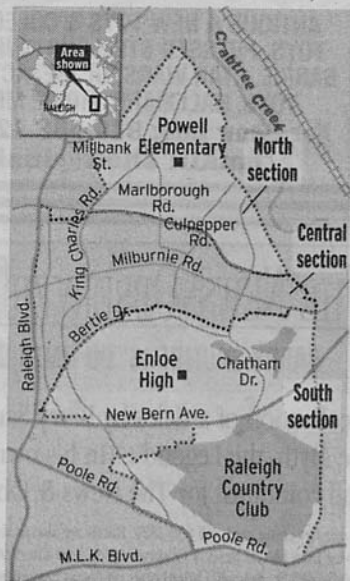 Area
shown
RALEIGH
Crabtree Creek
Powell
Elementary
Millbank
St.
North
section
King Charles Rd.
Marlborough
Rd.
Culpepper
Rd.
Central
section
Milburnie Rd.
Raleigh Blvd.
Bertie Dr.
Enloe
High
Chatham
Dr.
South
section
New Bern Ave.
Poole Rd.
Raleigh
Country
Club
Poole Rd.
M.L.K. Blvd.